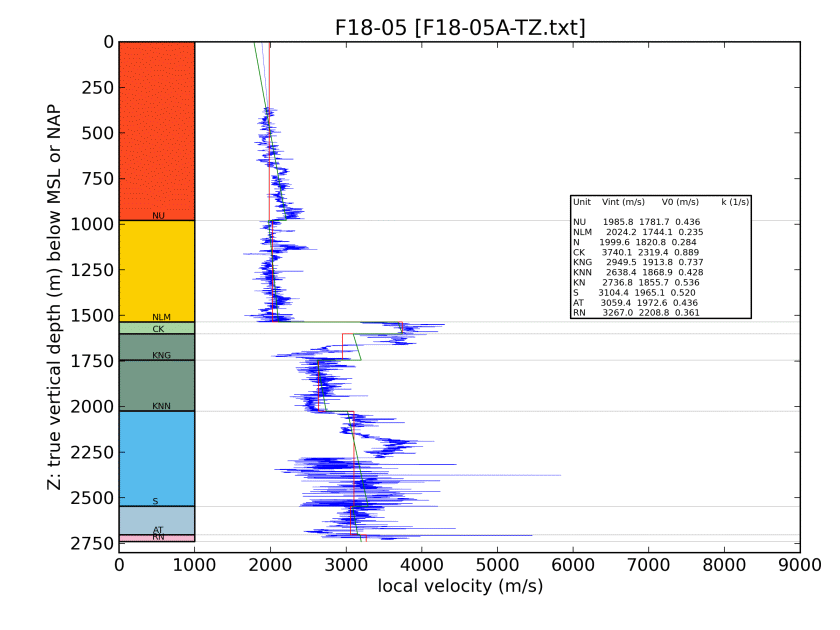 F18-05 [F18-05A-TZ.txt]
0
250
500
750
1000
1250
1500
1750
2000
2250
2500
2750
Z: true vertical depth (m) below MSL or NAP
NU
NLM
CK
KNG
KNN
S
AT
RN
Unit Vint (m/s) V0 (m/s) k (1/s)
NU 1985.8 1781.7 0.436
NLM 2024.2 1744.1 0.235
N 1999.6 1820.8 0.284
CK 3740.1 2319.4 0.889
KNG 2949.5 1913.8 0.737
KNN 2638.4 1868.9 0.428
KN 2736.8 1855.7 0.536
S 3104.4 1965.1 0.520
AT 3059.4 1972.6 0.436
RN 3267.0 2208.8 0.361
0 1000 2000 3000 4000 5000 6000 7000 8000 9000
local velocity (m/s)